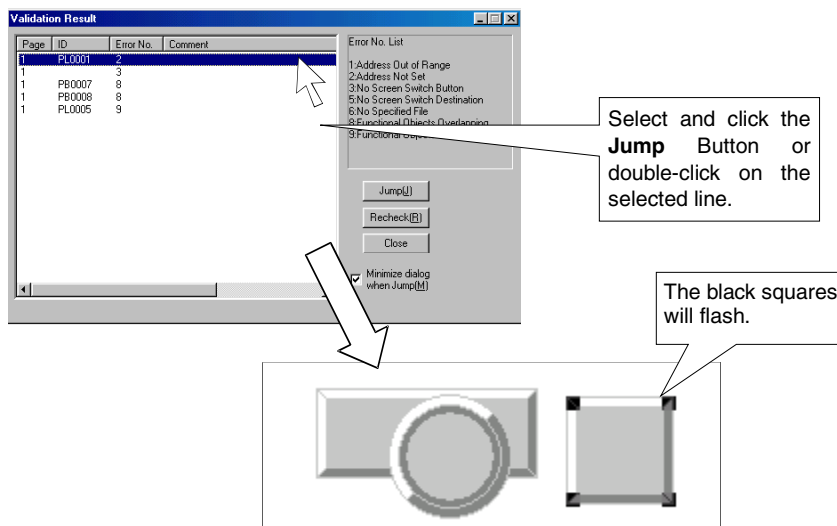 Validation Result
Page ID Error No. Comment
1 PL0001 2
1 3
1 PB0007 8
1 PB0008 8
1 PL0005 9
Error No. List
1:Address Out of Range
2:Address Not Set
3:No Screen Switch Button
5:No Screen Switch Destination
6:No Specified File
8:Functional Objects Overlapping
9:Functional
Jump(J)
Recheck(R)
Close
Minimize dialog
when Jump(M)
Select and click the
Jump Button or
double-click on the
selected line.
The black squares
will flash.